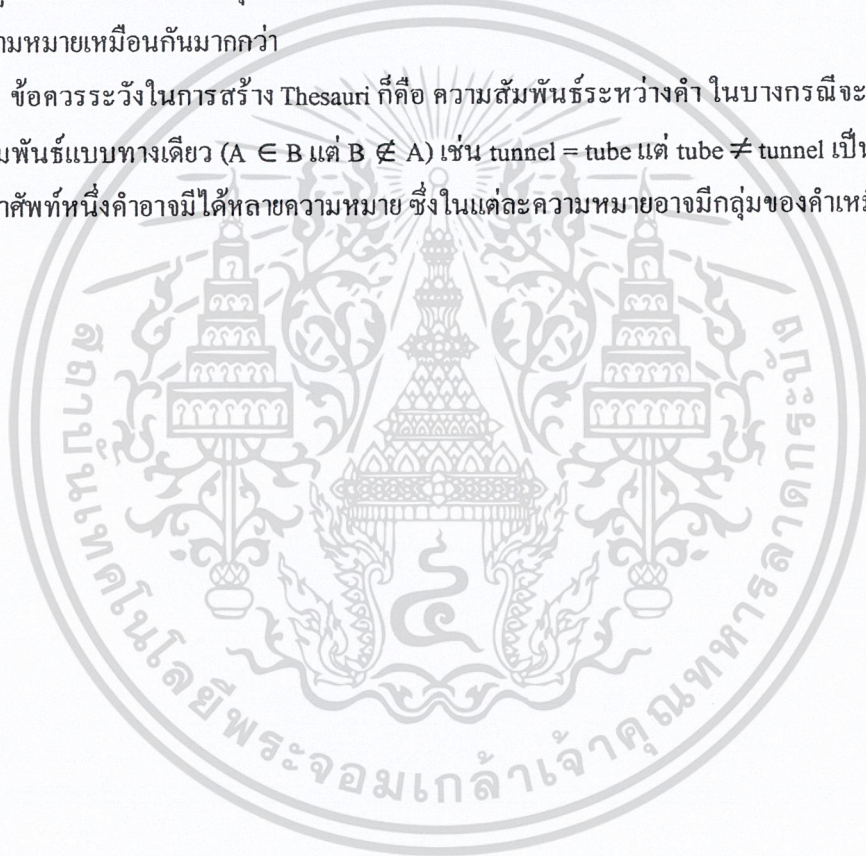 ามหมายเหมือนกันมากกว่า
ข้อควรระวังในการสร้าง Thesauri ก็คือ ความสัมพันธ์ระหว่างคำ ในบางกรณีจะ
มพันธ์แบบทางเดียว (A ∈ B แต่ B ∉ A) เช่น tunnel = tube แต่ tube ≠ tunnel เป็น
าศัพท์หนึ่งคำอาจมีได้หลายความหมาย ซึ่งในแต่ละความหมายอาจมีกลุ่มของคำเหมื
สถาบันเทคโนโลยีพระจอมเกล้าเจ้าคุณทหารลาดกระบัง